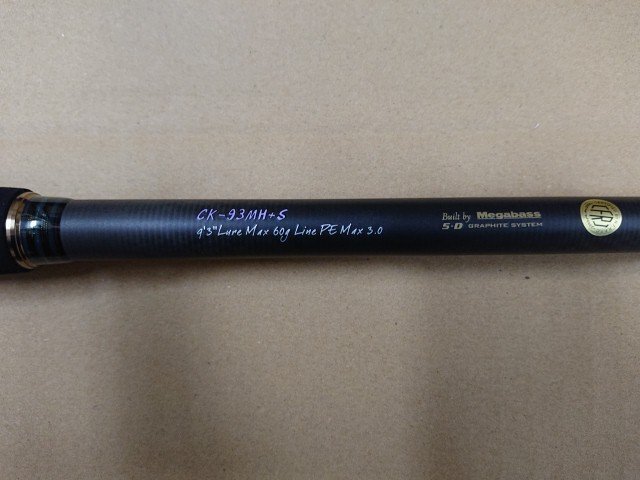 CK-93MH+S
9'3" Lure Max 60g Line PE Max 3.0
Built by Megabass
5-D GRAPHITE SYSTEM